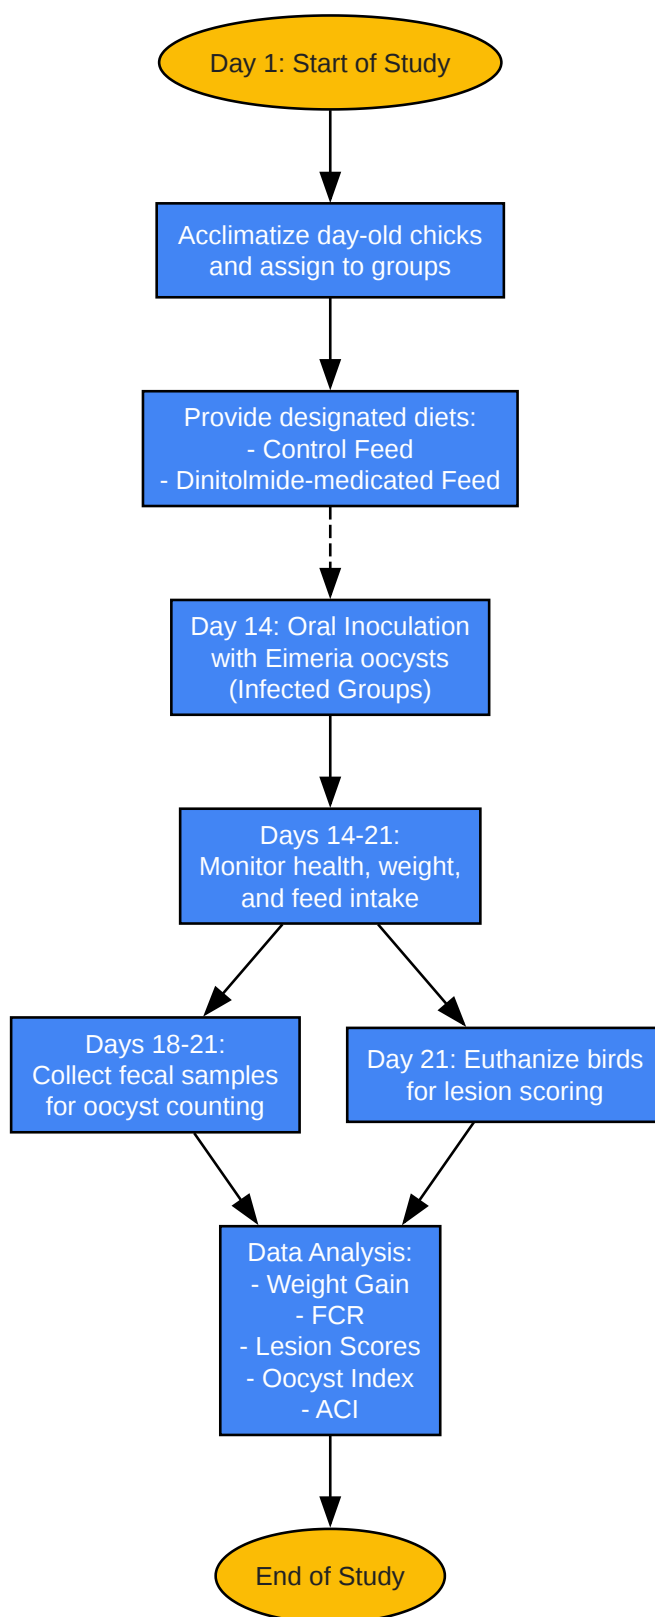 Day 1: Start of Study
Acclimatize day-old chicks
and assign to groups
Provide designated diets:
- Control Feed
- Dinitolmide-medicated Feed
Day 14: Oral Inoculation
with Eimeria oocysts
(Infected Groups)
Days 14-21:
Monitor health, weight,
and feed intake
Days 18-21:
Collect fecal samples
for oocyst counting
Day 21: Euthanize birds
for lesion scoring
Data Analysis:
- Weight Gain
- FCR
- Lesion Scores
- Oocyst Index
- ACI
End of Study